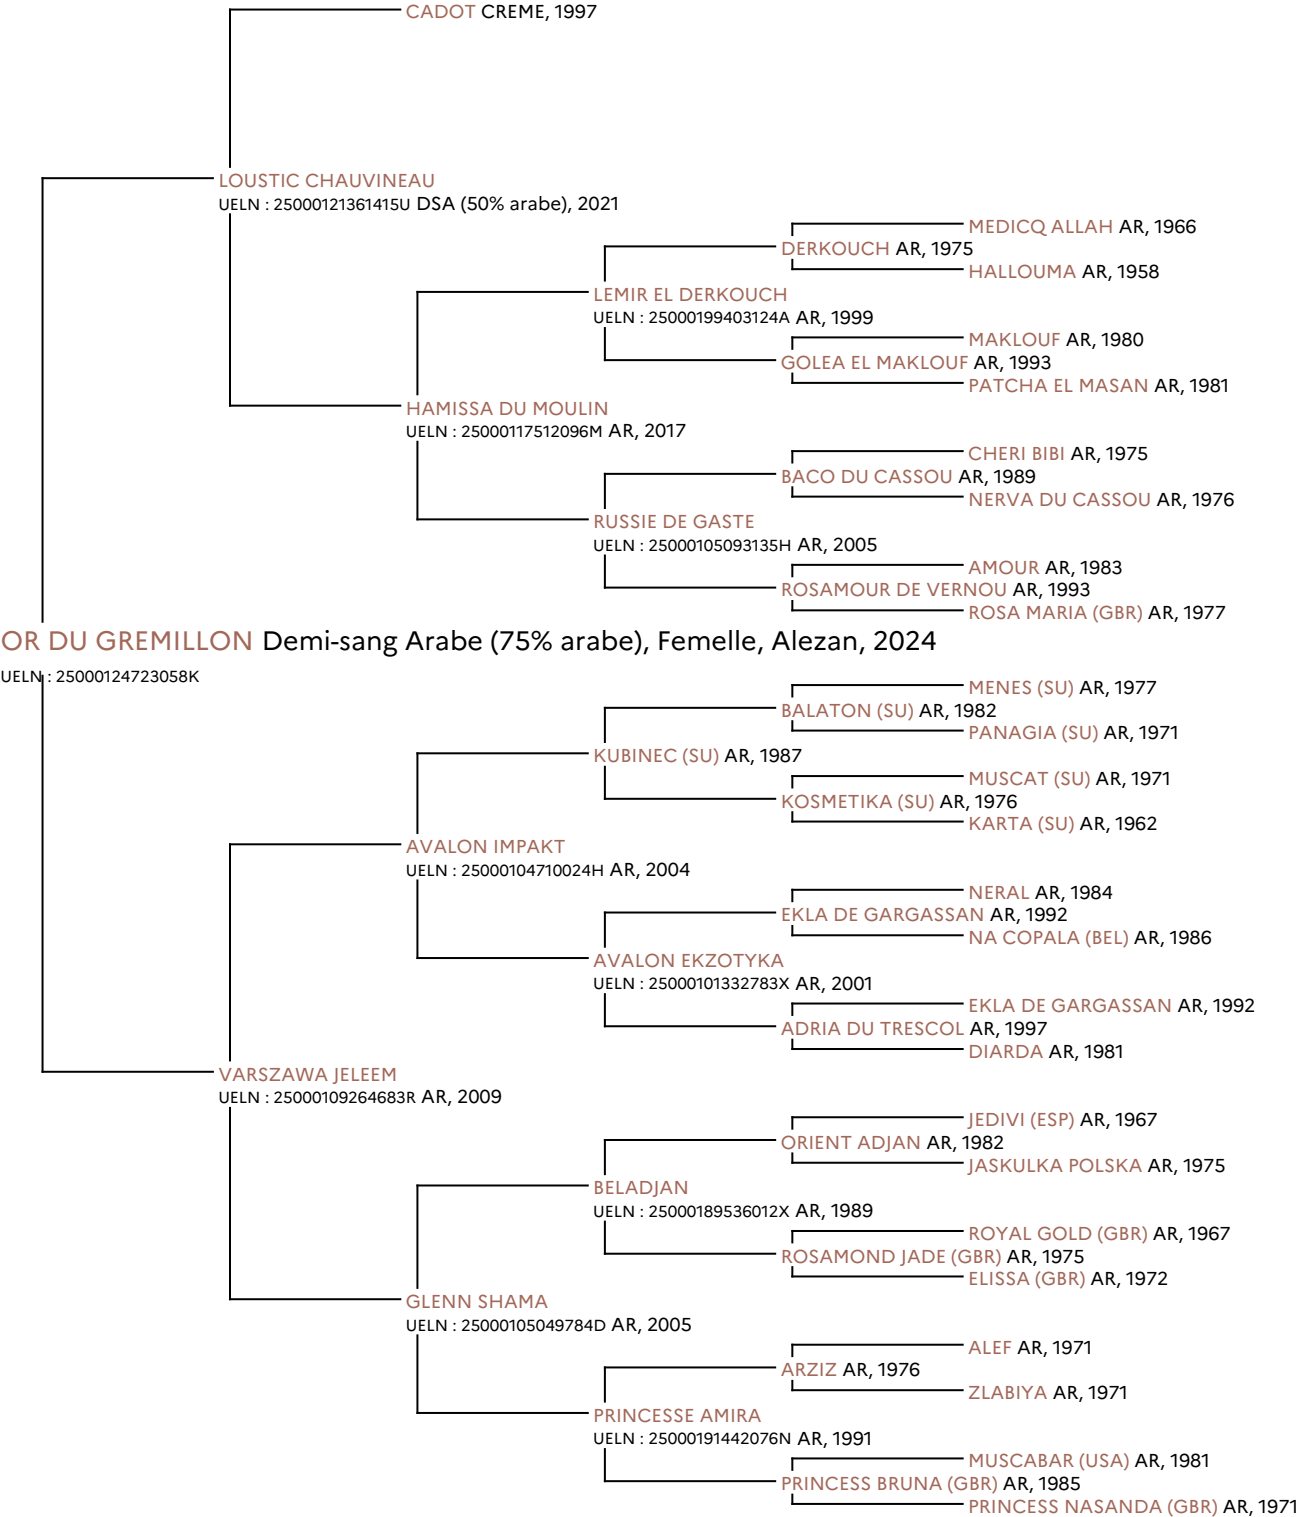 CADOT CREME, 1997
LOUSTIC CHAUVINEAU
UELN : 25000121361415U DSA (50% arabe), 2021
MEDICQ ALLAH AR, 1966
DERKOUCH AR, 1975
HALLOUMA AR, 1958
LEMIR EL DERKOUCH
UELN : 25000199403124A AR, 1999
MAKLOUF AR, 1980
GOLEA EL MAKLOUF AR, 1993
PATCHA EL MASAN AR, 1981
HAMISSA DU MOULIN
UELN : 25000117512096M AR, 2017
CHERI BIBI AR, 1975
BACO DU CASSOU AR, 1989
NERVA DU CASSOU AR, 1976
RUSSIE DE GASTE
UELN : 25000105093135H AR, 2005
AMOUR AR, 1983
ROSAMOUR DE VERNOU AR, 1993
ROSA MARIA (GBR) AR, 1977
OR DU GREMILLON Demi-sang Arabe (75% arabe), Femelle, Alezan, 2024
UELN : 25000124723058K
MENES (SU) AR, 1977
BALATON (SU) AR, 1982
PANAGIA (SU) AR, 1971
KUBINEC (SU) AR, 1987
MUSCAT (SU) AR, 1971
KOSMETIKA (SU) AR, 1976
KARTA (SU) AR, 1962
AVALON IMPAKT
UELN : 25000104710024H AR, 2004
NERAL AR, 1984
EKLA DE GARGASSAN AR, 1992
NA COPALA (BEL) AR, 1986
AVALON EKZOTYKA
UELN : 25000101332783X AR, 2001
EKLA DE GARGASSAN AR, 1992
ADRIA DU TRESCOL AR, 1997
DIARDA AR, 1981
VARSZAWA JELEEM
UELN : 25000109264683R AR, 2009
JEDIVI (ESP) AR, 1967
ORIENT ADJAN AR, 1982
JASKULKA POLSKA AR, 1975
BELADJAN
UELN : 25000189536012X AR, 1989
ROYAL GOLD (GBR) AR, 1967
ROSAMOND JADE (GBR) AR, 1975
ELISSA (GBR) AR, 1972
GLENN SHAMA
UELN : 25000105049784D AR, 2005
ALEF AR, 1971
ARZIZ AR, 1976
ZLABIYA AR, 1971
PRINCESSE AMIRA
UELN : 25000191442076N AR, 1991
MUSCABAR (USA) AR, 1981
PRINCESS BRUNA (GBR) AR, 1985
PRINCESS NASANDA (GBR) AR, 1971